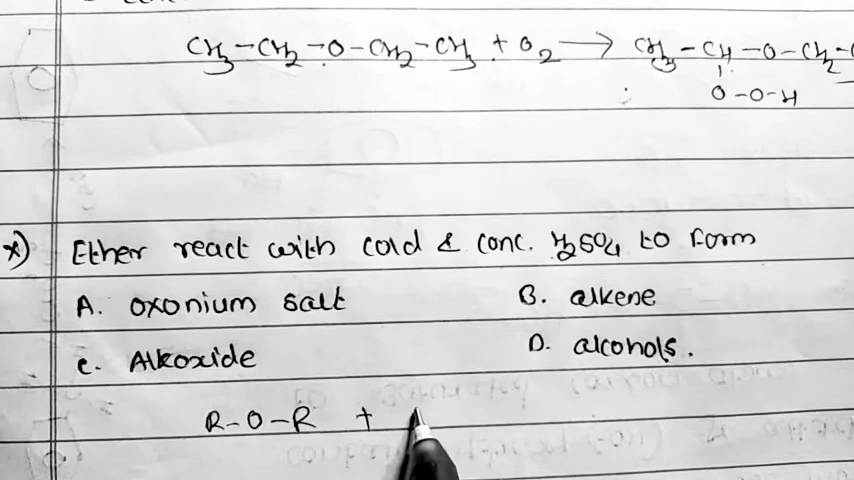 CH₃-CH₂-O-CH₂-CH₃ + O₂ → CH₃-CH-O-CH₂-
O-O-H
x) Ether react with cold & conc. H₂SO₄ to form
A. oxonium salt B. alkene
C. Alkoxide D. alcohols.
R-O-R +